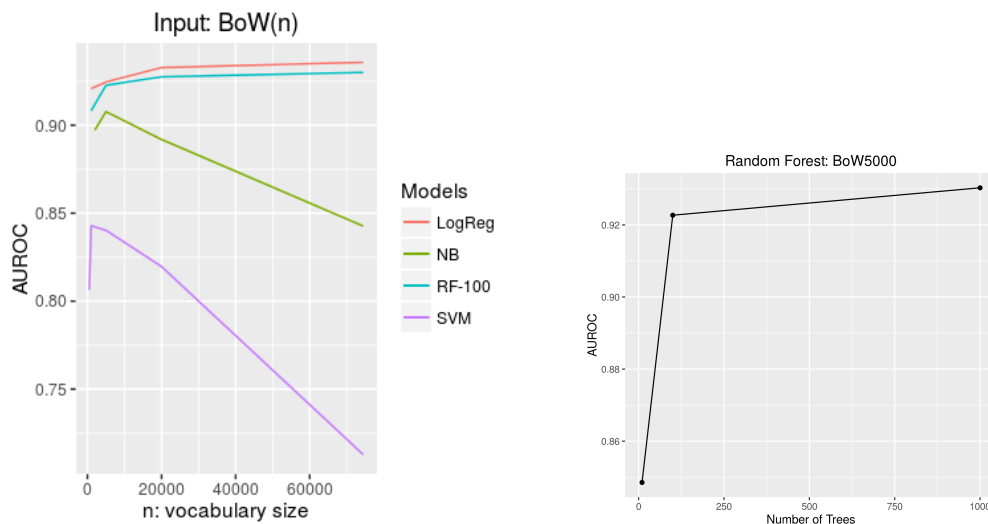 Input: BoW(n)
0.90
0.85
0.80
0.75
AUROC
0 20000 40000 60000
n: vocabulary size
Models
LogReg
NB
RF-100
SVM
Random Forest: BoW5000
0.92
0.90
0.88
0.86
AUROC
0 250 500 750 1000
Number of Trees